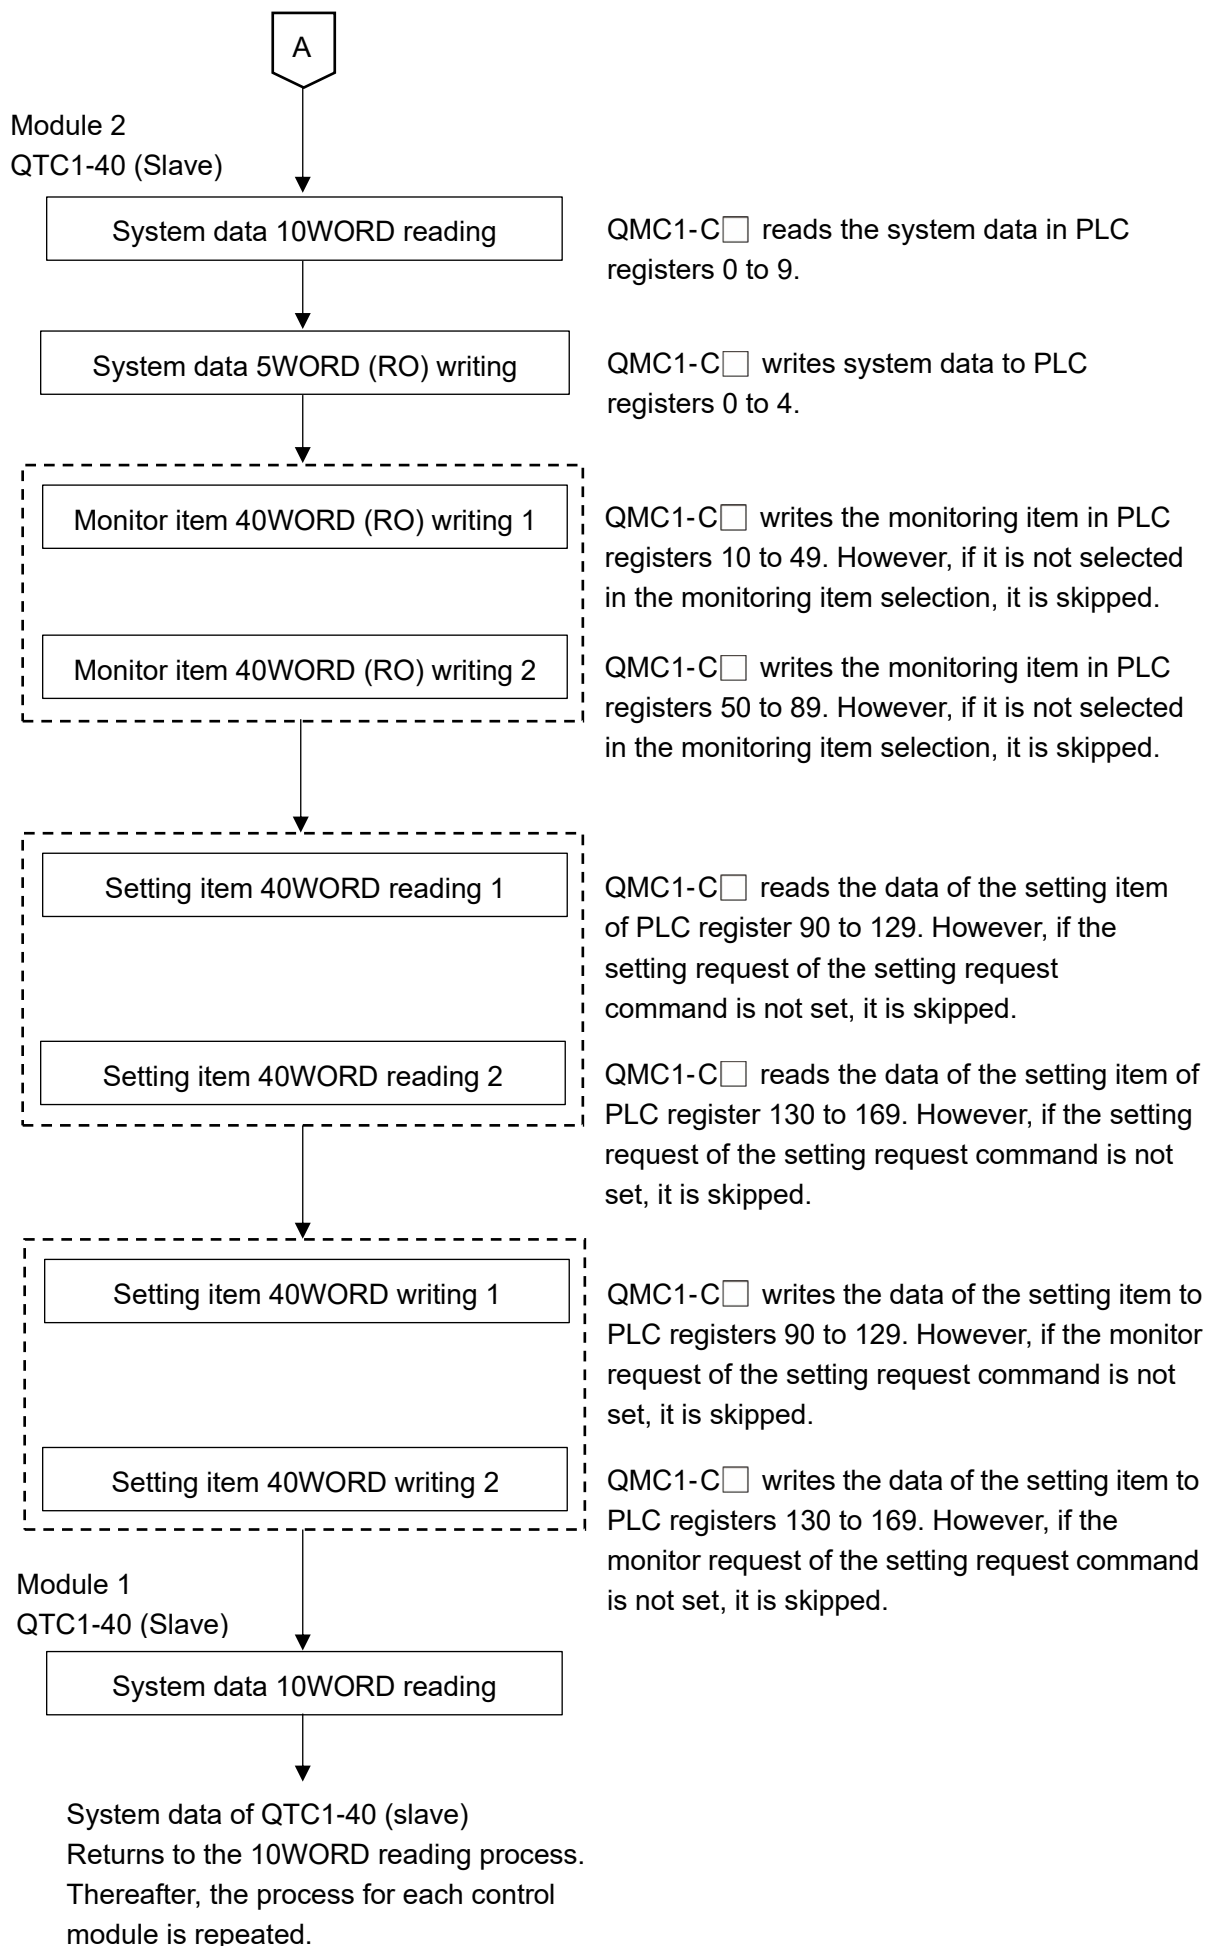 A
Module 2
QTC1-40 (Slave)
System data 10WORD reading
QMC1-C□ reads the system data in PLC
registers 0 to 9.
System data 5WORD (RO) writing
QMC1-C□ writes system data to PLC
registers 0 to 4.
Monitor item 40WORD (RO) writing 1
QMC1-C□ writes the monitoring item in PLC
registers 10 to 49. However, if it is not selected
in the monitoring item selection, it is skipped.
Monitor item 40WORD (RO) writing 2
QMC1-C□ writes the monitoring item in PLC
registers 50 to 89. However, if it is not selected
in the monitoring item selection, it is skipped.
Setting item 40WORD reading 1
QMC1-C□ reads the data of the setting item
of PLC register 90 to 129. However, if the
setting request of the setting request
command is not set, it is skipped.
Setting item 40WORD reading 2
QMC1-C□ reads the data of the setting item of
PLC register 130 to 169. However, if the setting
request of the setting request command is not
set, it is skipped.
Setting item 40WORD writing 1
QMC1-C□ writes the data of the setting item to
PLC registers 90 to 129. However, if the monitor
request of the setting request command is not
set, it is skipped.
Setting item 40WORD writing 2
QMC1-C□ writes the data of the setting item to
PLC registers 130 to 169. However, if the
monitor request of the setting request command
is not set, it is skipped.
Module 1
QTC1-40 (Slave)
System data 10WORD reading
System data of QTC1-40 (slave)
Returns to the 10WORD reading process.
Thereafter, the process for each control
module is repeated.